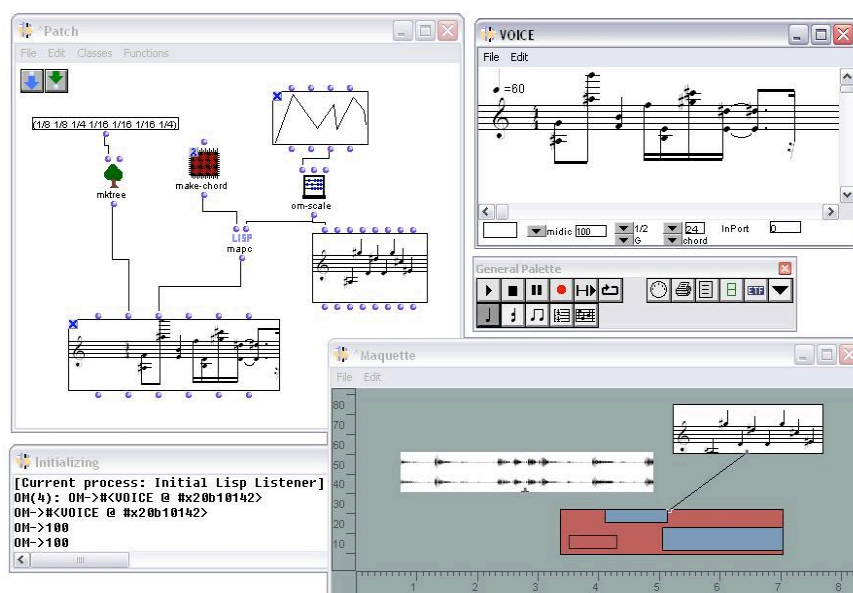 ^Patch
File Edit Classes Functions
(1/8 1/8 1/4 1/16 1/16 1/16 1/4)
mktree
make-chord
om-scale
LISP
mapc
VOICE
File Edit
=60
midic 100
1/2
G
24
chord
InPort
0
General Palette
ETF
^Maquette
File Edit
80
70
60
50
40
30
20
10
1 2 3 4 5 6 7 8
Initializing
[Current process: Initial Lisp Listener]
OM(4): OM->#<VOICE @ #x20b10142>
OM->#<VOICE @ #x20b10142>
OM->100
OM->100